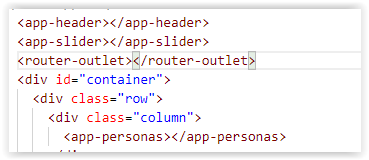 <app-header></app-header>
<app-slider></app-slider>
<router-outlet></router-outlet>
<div id="container">
<div class="row">
<div class="column">
<app-personas></app-personas>